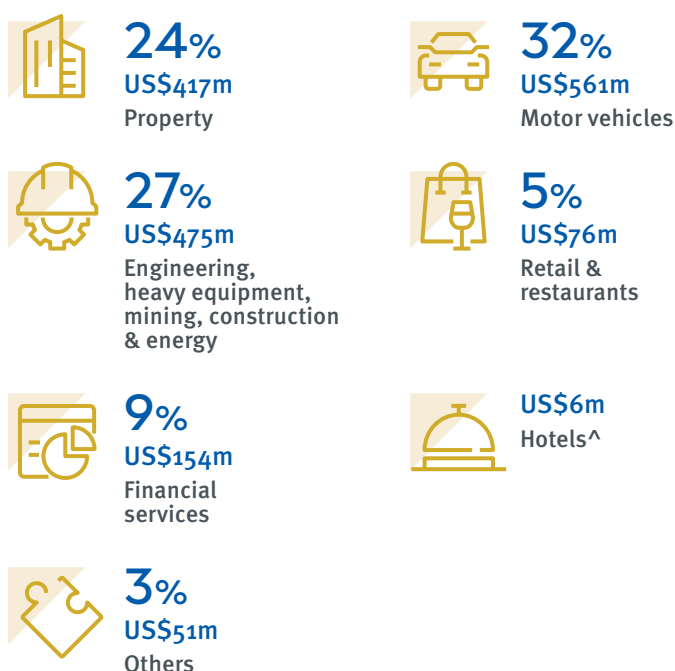 24%
US$417m
Property
32%
US$561m
Motor vehicles
27%
US$475m
Engineering,
heavy equipment,
mining, construction
& energy
5%
US$76m
Retail &
restaurants
9%
US$154m
Financial
services
US$6m
Hotels^
3%
US$51m
Others